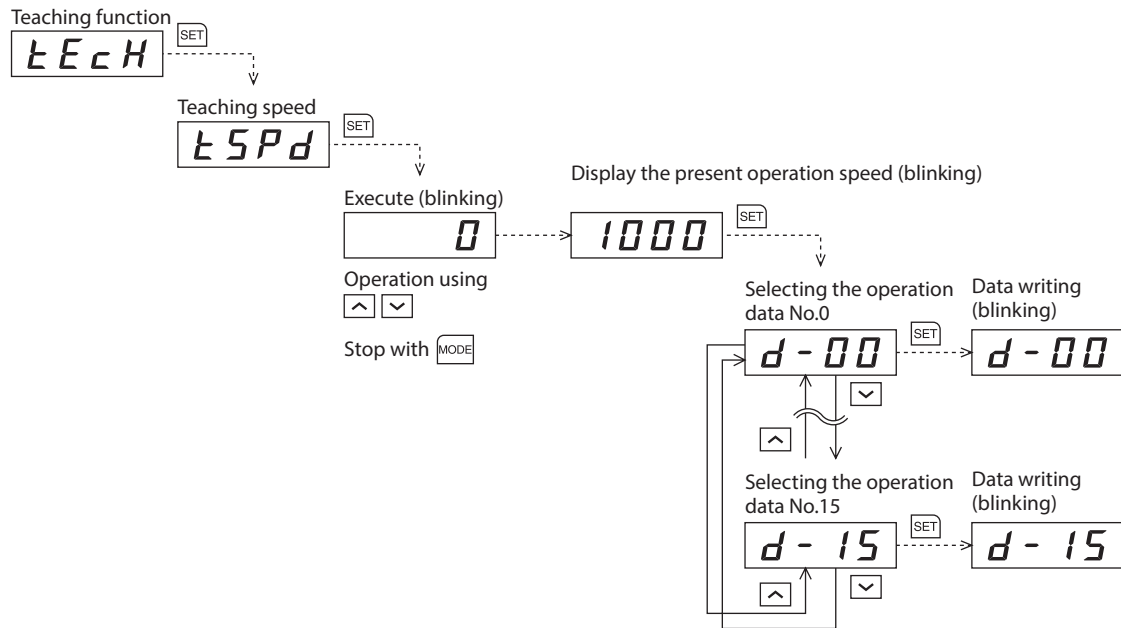 Teaching function
SET
tEcH
Teaching speed
SET
tSPd
Display the present operation speed (blinking)
Execute (blinking)
0
1000
SET
Operation using
Stop with MODE
Selecting the operation
data No.0
Data writing
(blinking)
SET
d-00
d-00
Selecting the operation
data No.15
Data writing
(blinking)
SET
d-15
d-15